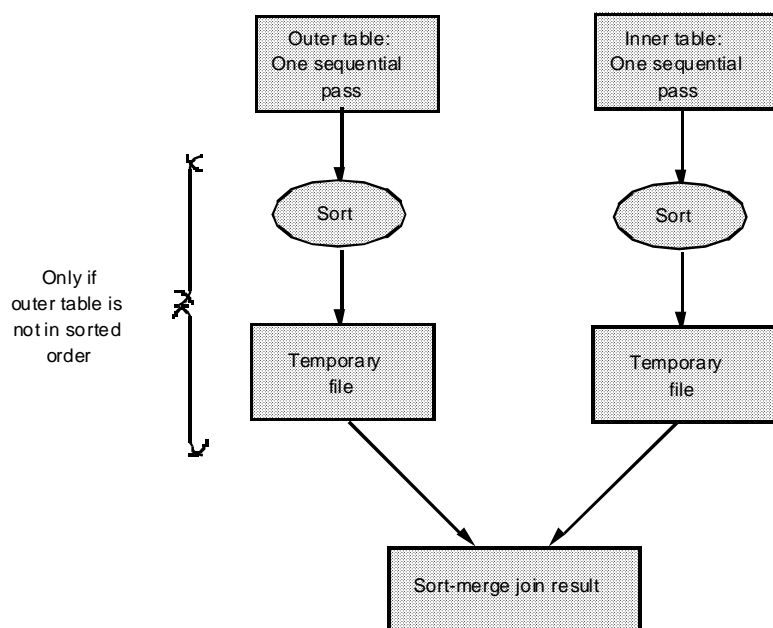 Outer table:
One sequential
pass
Inner table:
One sequential
pass
Sort
Sort
Only if
outer table is
not in sorted
order
Temporary
file
Temporary
file
Sort-merge join result